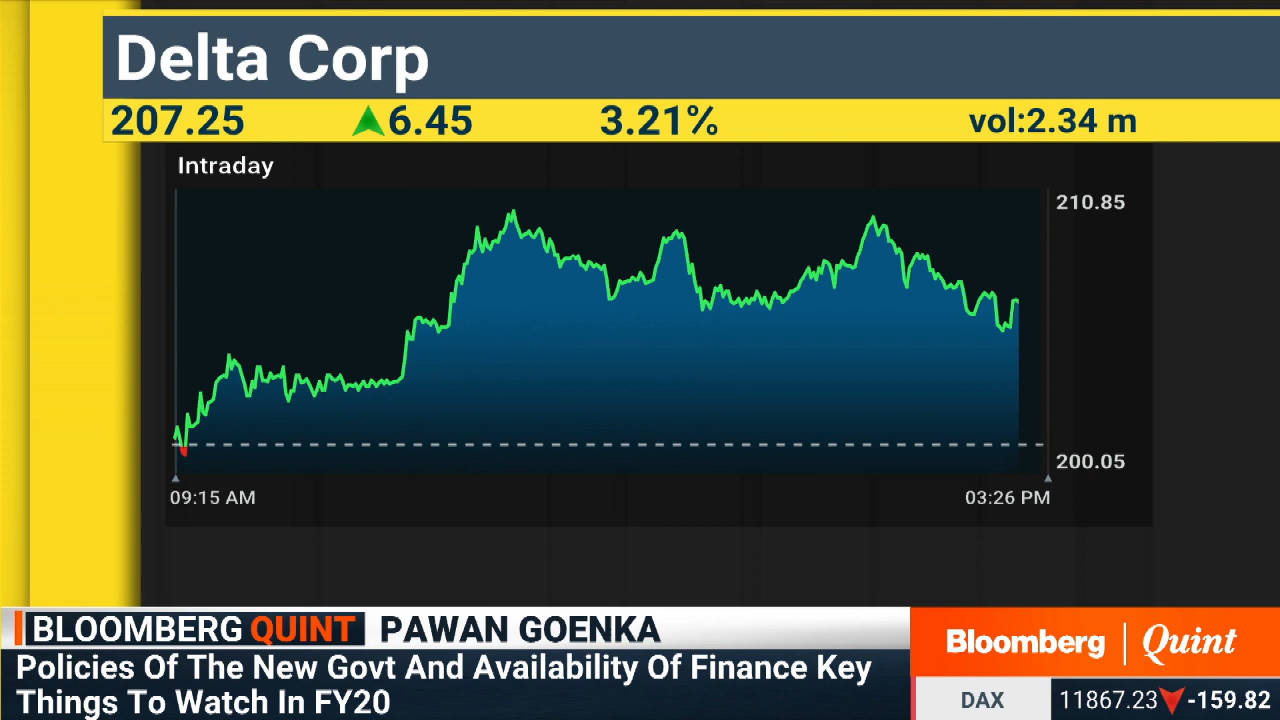 Delta Corp
207.25 6.45 3.21% vol:2.34 m
Intraday
210.85
200.05
09:15 AM 03:26 PM
BLOOMBERG QUINT PAWAN GOENKA
Policies Of The New Govt And Availability Of Finance Key
Things To Watch In FY20
Bloomberg | Quint
DAX 11867.23 -159.82